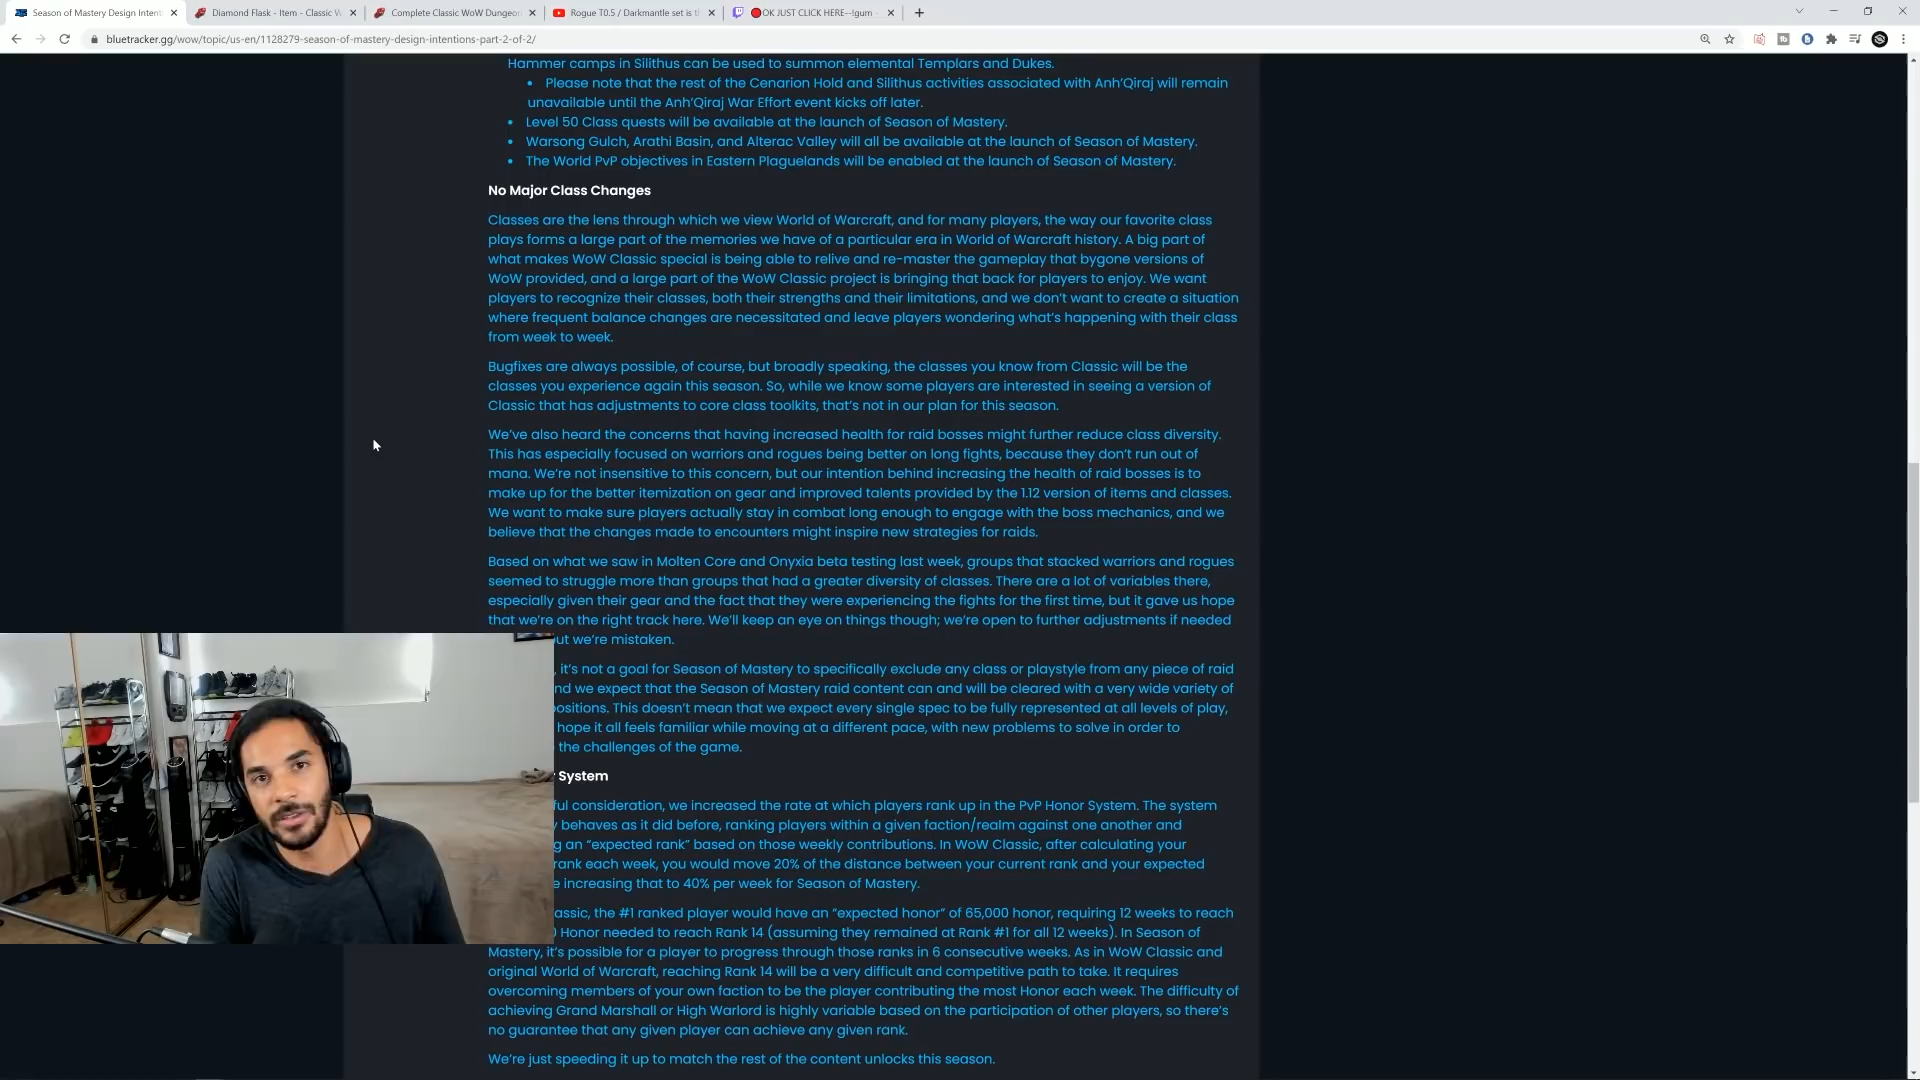 Season of Mastery Design Intent
Diamond Flask - Item - Classic W
Complete Classic WoW Dungeon
Rogue T0.5 / Darkmantle set is t
OK JUST CLICK HERE--!gum
bluetracker.gg/wow/topic/us-en/1128279-season-of-mastery-design-intentions-part-2-of-2/
Hammer camps in Silithus can be used to summon elemental Templars and Dukes.
• Please note that the rest of the Cenarion Hold and Silithus activities associated with Anh'Qiraj will remain
unavailable until the Anh'Qiraj War Effort event kicks off later.
• Level 50 Class quests will be available at the launch of Season of Mastery.
• Warsong Gulch, Arathi Basin, and Alterac Valley will all be available at the launch of Season of Mastery.
• The World PvP objectives in Eastern Plaguelands will be enabled at the launch of Season of Mastery.
No Major Class Changes
Classes are the lens through which we view World of Warcraft, and for many players, the way our favorite class
plays forms a large part of the memories we have of a particular era in World of Warcraft history. A big part of
what makes WoW Classic special is being able to relive and re-master the gameplay that bygone versions of
WoW provided, and a large part of the WoW Classic project is bringing that back for players to enjoy. We want
players to recognize their classes, both their strengths and their limitations, and we don't want to create a situation
where frequent balance changes are necessitated and leave players wondering what's happening with their class
from week to week.
Bugfixes are always possible, of course, but broadly speaking, the classes you know from Classic will be the
classes you experience again this season. So, while we know some players are interested in seeing a version of
Classic that has adjustments to core class toolkits, that's not in our plan for this season.
We've also heard the concerns that having increased health for raid bosses might further reduce class diversity.
This has especially focused on warriors and rogues being better on long fights, because they don't run out of
mana. We're not insensitive to this concern, but our intention behind increasing the health of raid bosses is to
make up for the better itemization on gear and improved talents provided by the 1.12 version of items and classes.
We want to make sure players actually stay in combat long enough to engage with the boss mechanics, and we
believe that the changes made to encounters might inspire new strategies for raids.
Based on what we saw in Molten Core and Onyxia beta testing last week, groups that stacked warriors and rogues
seemed to struggle more than groups that had a greater diversity of classes. There are a lot of variables there,
especially given their gear and the fact that they were experiencing the fights for the first time, but it gave us hope
that we're on the right track here. We'll keep an eye on things though; we're open to further adjustments if needed
ut we're mistaken.
, it's not a goal for Season of Mastery to specifically exclude any class or playstyle from any piece of raid
nd we expect that the Season of Mastery raid content can and will be cleared with a very wide variety of
positions. This doesn't mean that we expect every single spec to be fully represented at all levels of play,
hope it all feels familiar while moving at a different pace, with new problems to solve in order to
the challenges of the game.
System
ful consideration, we increased the rate at which players rank up in the PvP Honor System. The system
y behaves as it did before, ranking players within a given faction/realm against one another and
g an "expected rank" based on those weekly contributions. In WoW Classic, after calculating your
rank each week, you would move 20% of the distance between your current rank and your expected
e increasing that to 40% per week for Season of Mastery.
assic, the #1 ranked player would have an "expected honor" of 65,000 honor, requiring 12 weeks to reach
Honor needed to reach Rank 14 (assuming they remained at Rank #1 for all 12 weeks). In Season of
Mastery, it's possible for a player to progress through those ranks in 6 consecutive weeks. As in WoW Classic and
original World of Warcraft, reaching Rank 14 will be a very difficult and competitive path to take. It requires
overcoming members of your own faction to be the player contributing the most Honor each week. The difficulty of
achieving Grand Marshall or High Warlord is highly variable based on the participation of other players, so there's
no guarantee that any given player can achieve any given rank.
We're just speeding it up to match the rest of the content unlocks this season.